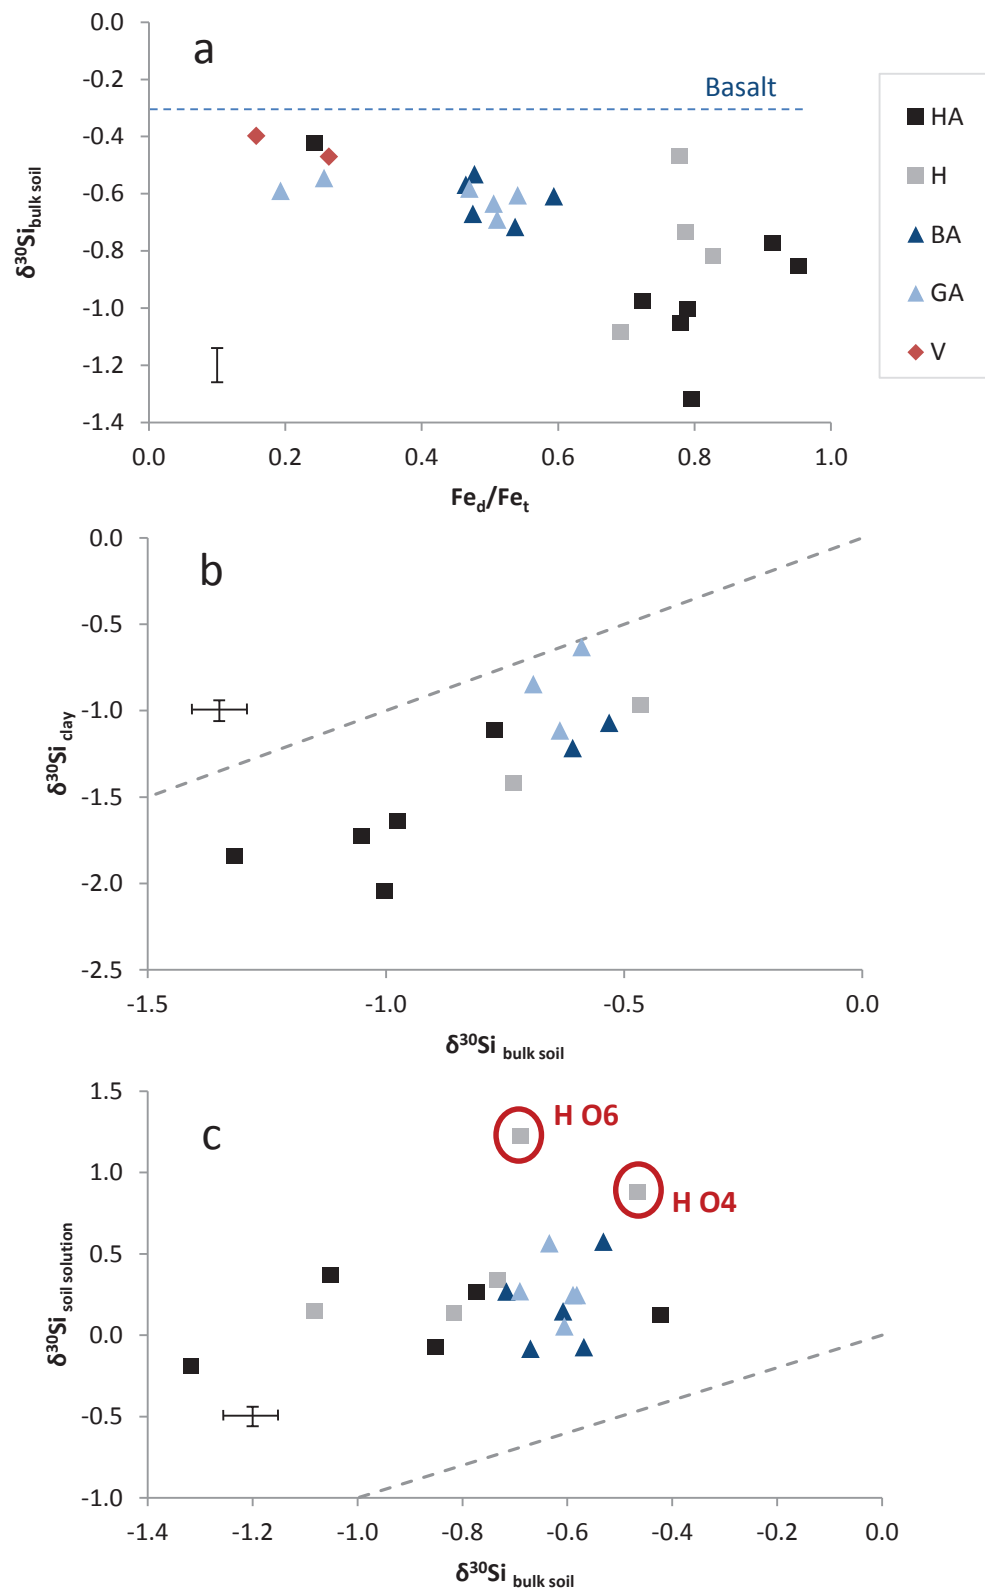 a
0.0
-0.2
-0.4
-0.6
-0.8
-1.0
-1.2
-1.4
δ³⁰Si bulk soil
Basalt
0.0 0.2 0.4 0.6 0.8 1.0
Fed/Fet
HA
H
BA
GA
V
b
0.0
-0.5
-1.0
-1.5
-2.0
-2.5
δ³⁰Si clay
-1.5 -1.0 -0.5 0.0
δ³⁰Si bulk soil
c
1.5
1.0
0.5
0.0
-0.5
-1.0
δ³⁰Si soil solution
H O6
H O4
-1.4 -1.2 -1.0 -0.8 -0.6 -0.4 -0.2 0.0
δ³⁰Si bulk soil